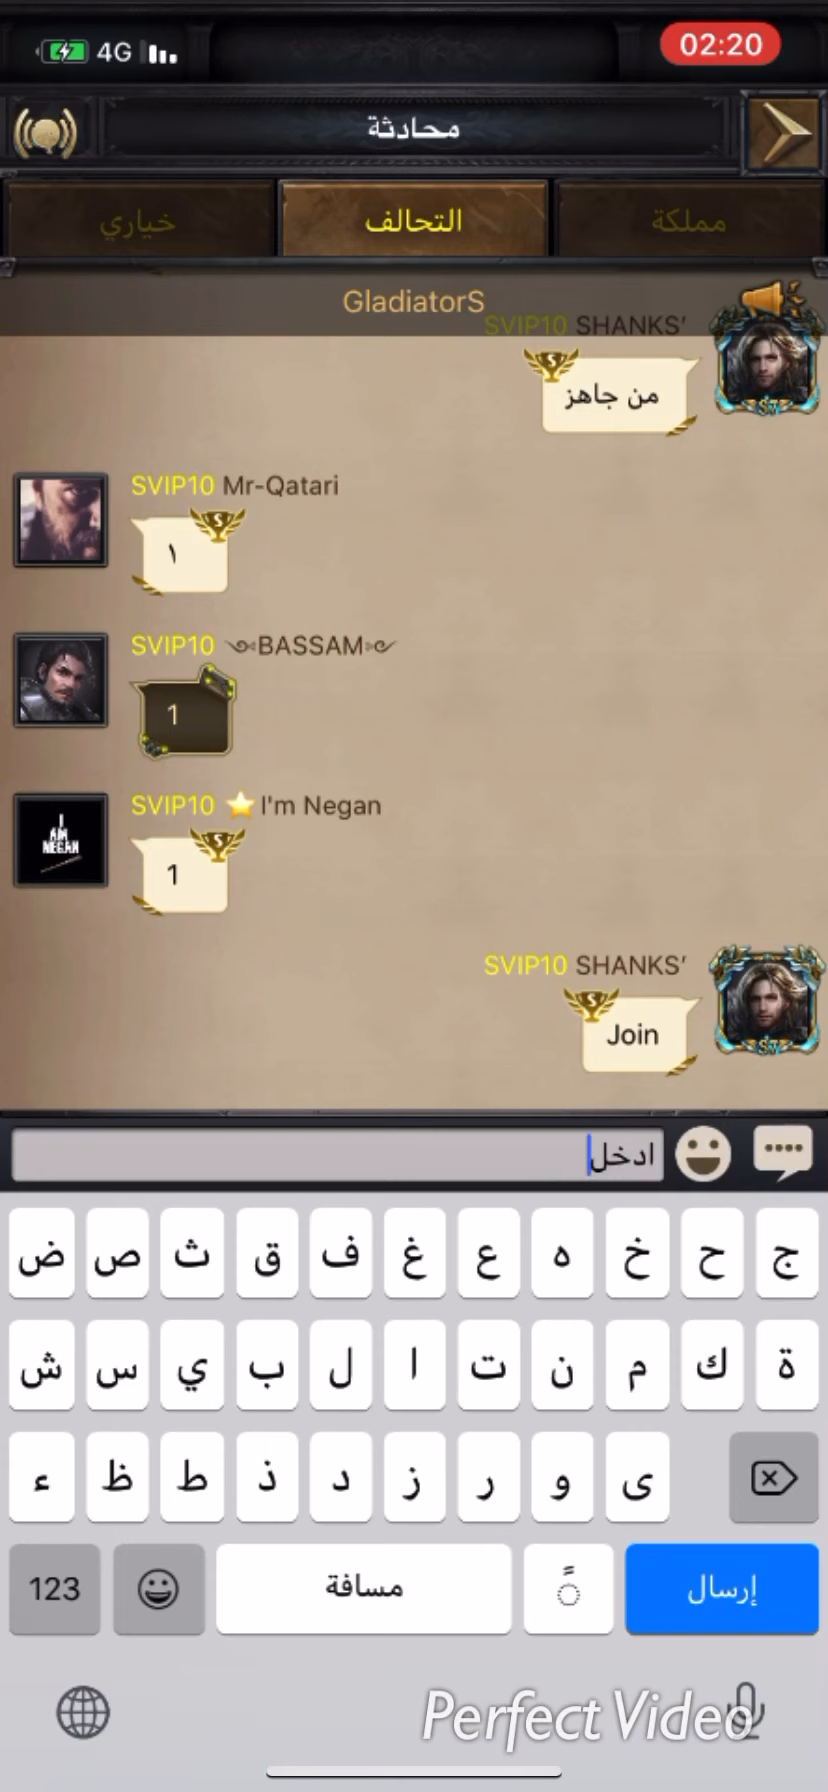 4G
02:20
محادثة
مملكة
التحالف
خياري
GladiatorS
SVIP10 SHANKS'
من جاهز
SVIP10 Mr-Qatari
١
SVIP10 BASSAM
1
SVIP10 ⭐I'm Negan
I AM NEGAN
1
SVIP10 SHANKS'
Join
ادخل
ض ص ث ق ف غ ع ه خ ح ج
ش س ي ب ل ا ت ن م ك ة
ء ظ ط ذ د ز ر و ى
123
مسافة
إرسال
Perfect Video